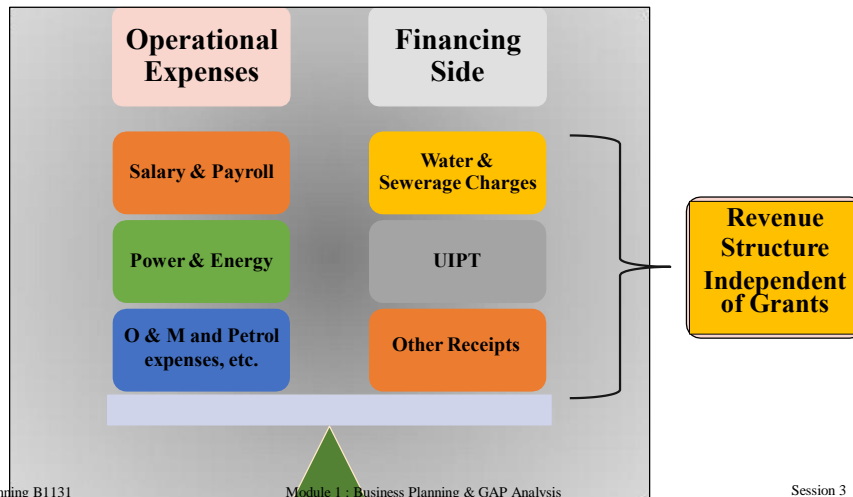 Operational
Expenses
Financing
Side
Salary & Payroll
Water &
Sewerage Charges
Power & Energy
UIPT
O & M and Petrol
expenses, etc.
Other Receipts
Revenue
Structure
Independent
of Grants
B1131
Module 1 : Business Planning & GAP Analysis
Session 3